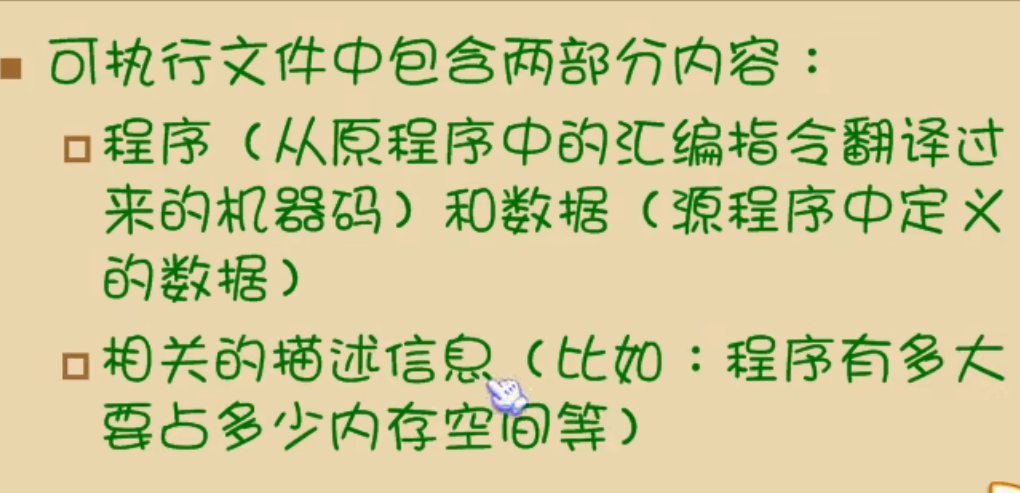 可执行文件中包含两部分内容：
程序（从原程序中的汇编指令翻译过
来的机器码）和数据（源程序中定义
的数据）
相关的描述信息（比如：程序有多大
要占多少内存空间等）